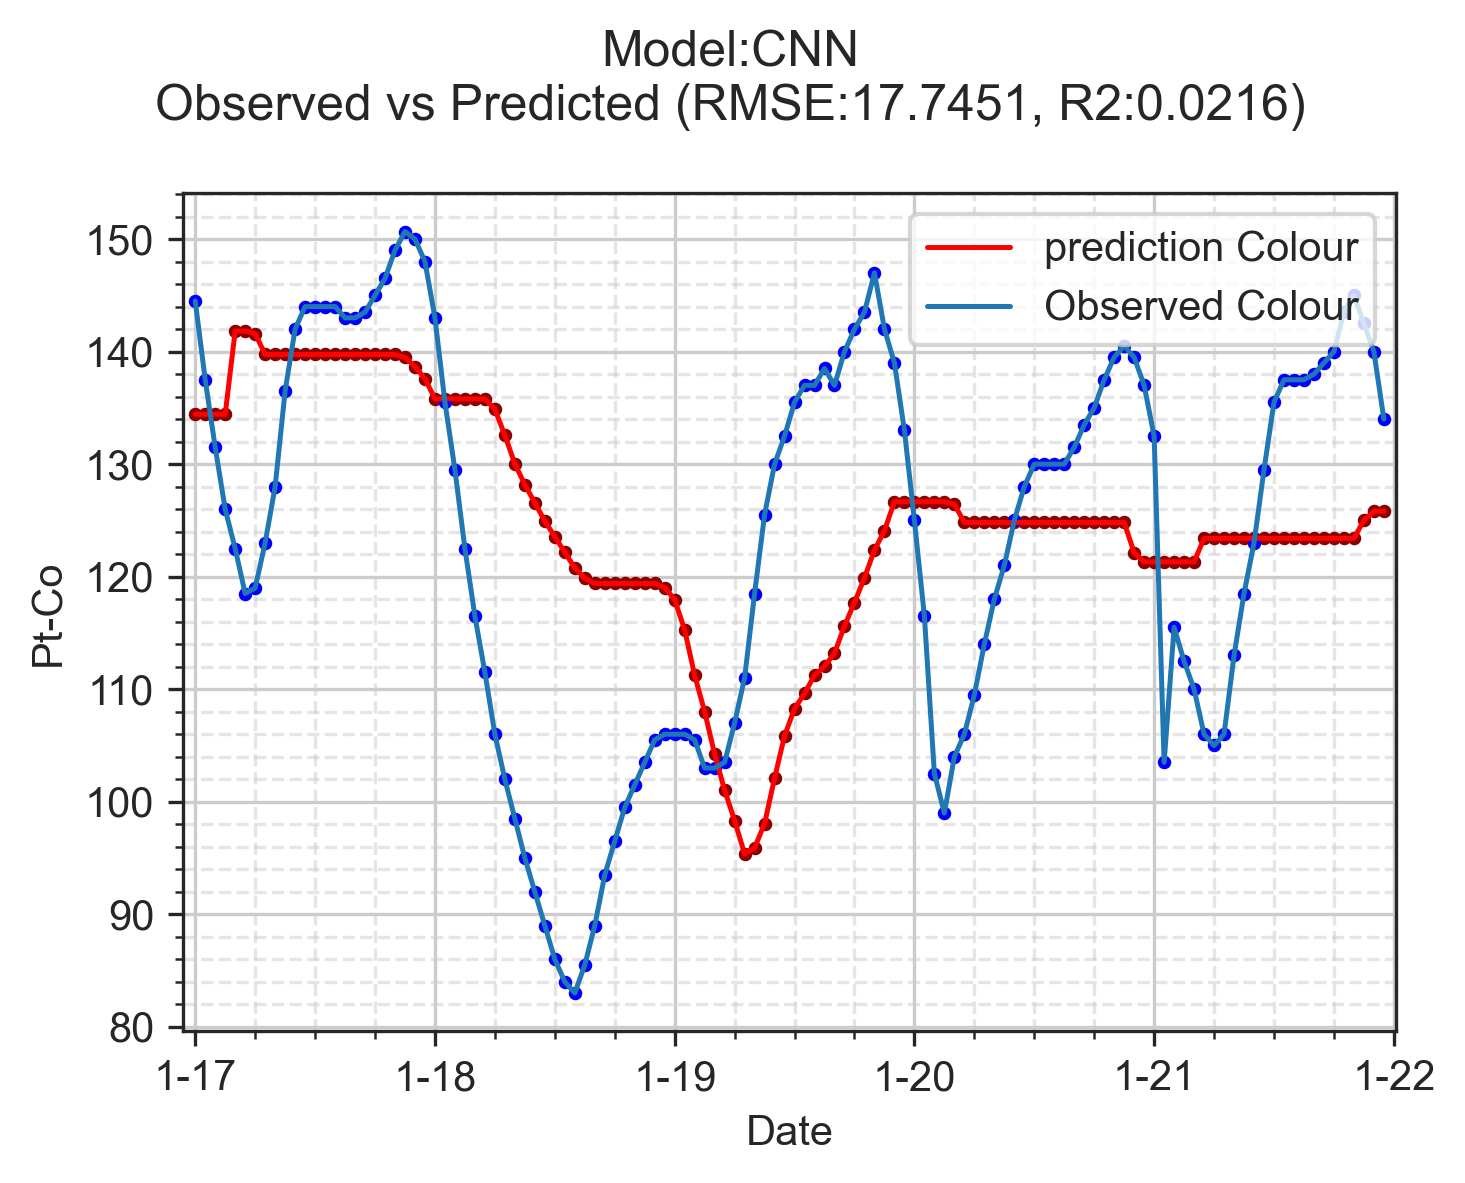 Model:CNN
Observed vs Predicted (RMSE:17.7451, R2:0.0216)
prediction Colour
Observed Colour
150
140
130
120
110
100
90
80
Pt-Co
1-17
1-18
1-19
1-20
1-21
1-22
Date